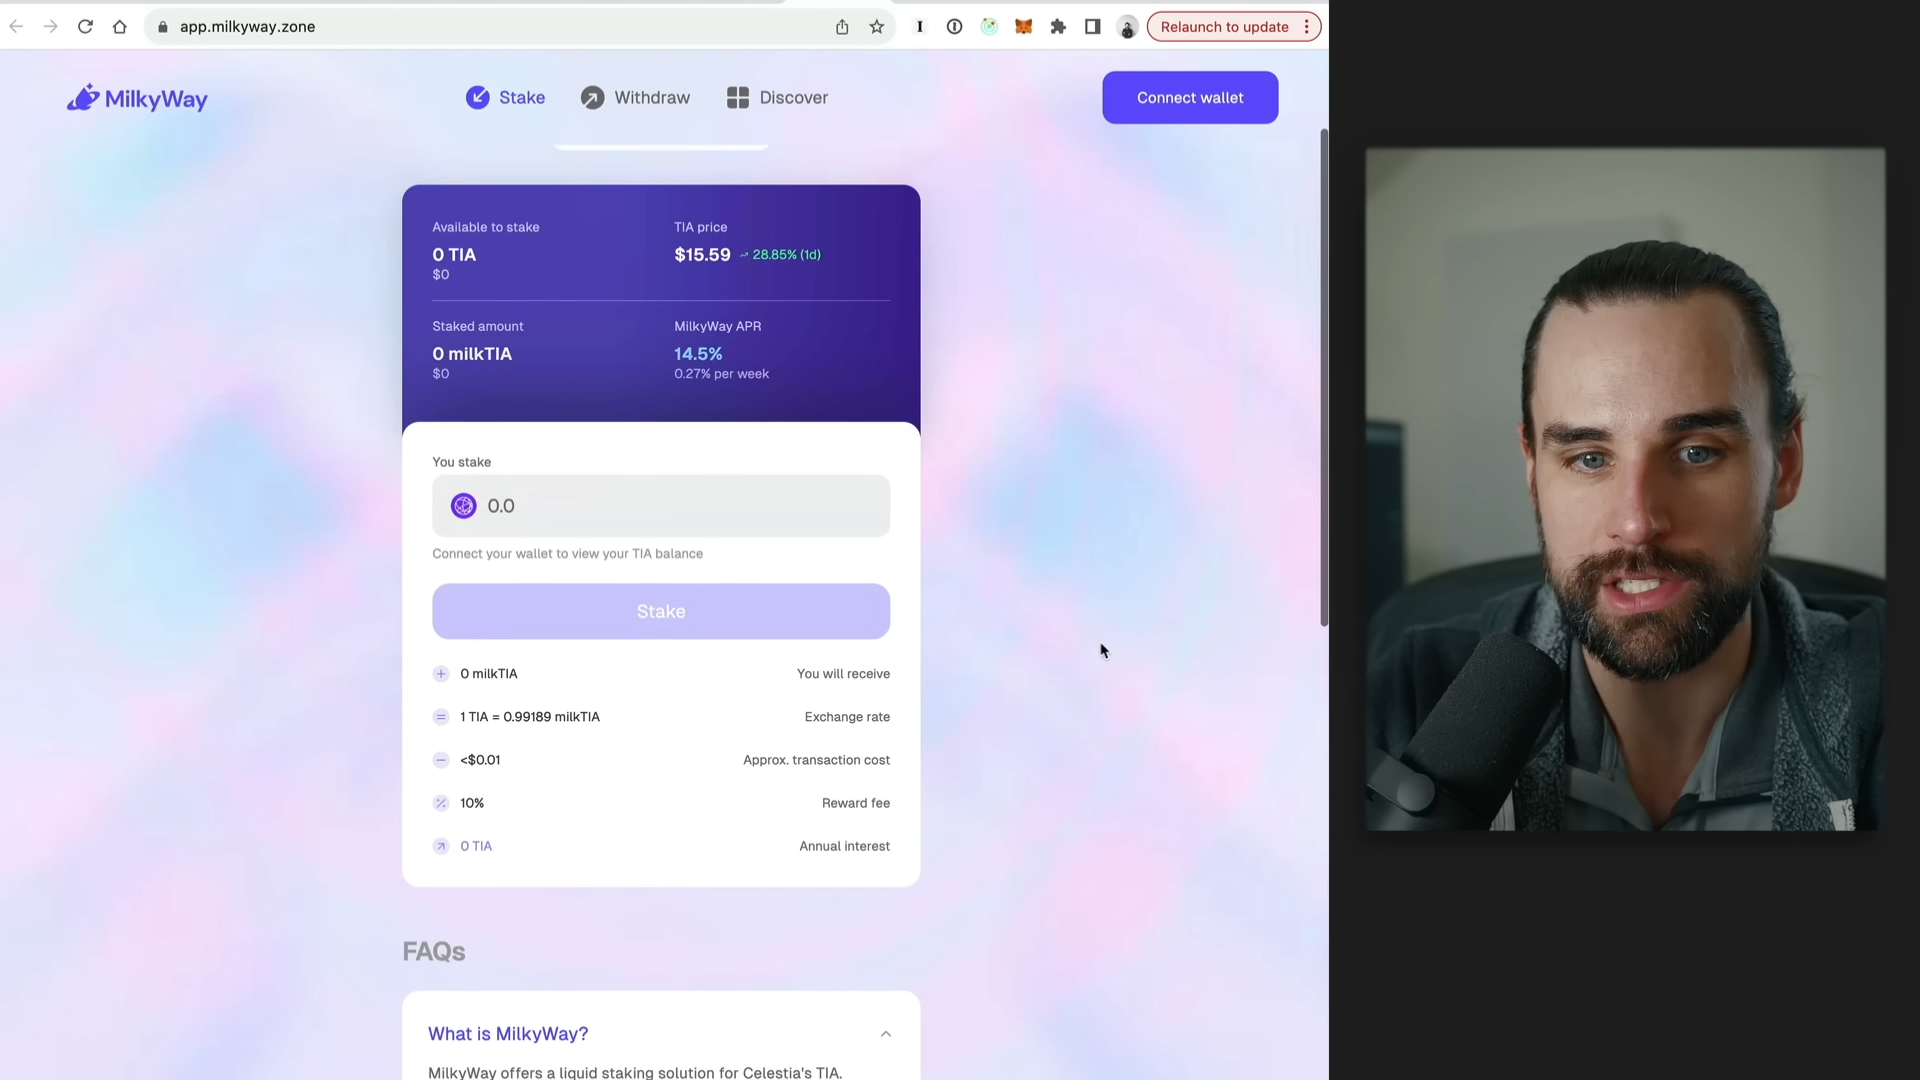 app.milkyway.zone
Relaunch to update
MilkyWay
Stake
Withdraw
Discover
Connect wallet
Available to stake
0 TIA
$0
TIA price
$15.59
28.85% (1d)
Staked amount
0 milkTIA
$0
MilkyWay APR
14.5%
0.27% per week
You stake
0.0
Connect your wallet to view your TIA balance
Stake
0 milkTIA
You will receive
1 TIA = 0.99189 milkTIA
Exchange rate
<$0.01
Approx. transaction cost
10%
Reward fee
0 TIA
Annual interest
FAQs
What is MilkyWay?
MilkyWay offers a liquid staking solution for Celestia's TIA.